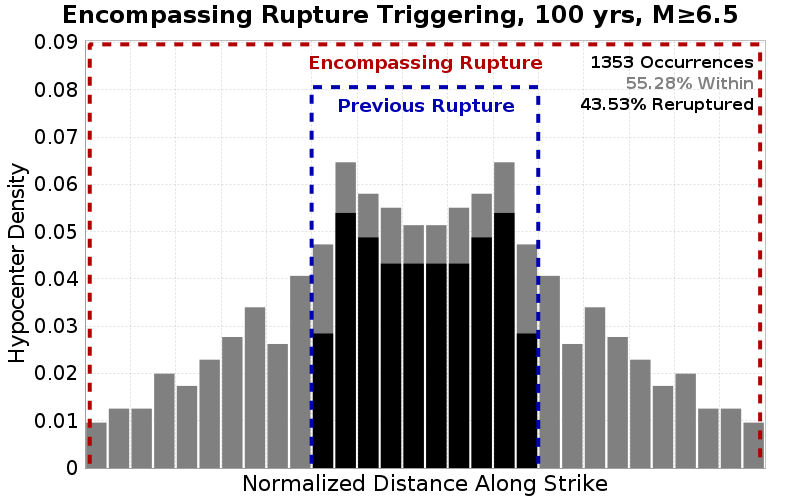 Encompassing Rupture Triggering, 100 yrs, M≥6.5
0.09
0.08
0.07
0.06
0.05
0.04
0.03
0.02
0.01
0
Hypocenter Density
Encompassing Rupture
Previous Rupture
1353 Occurrences
55.28% Within
43.53% Reruptured
Normalized Distance Along Strike